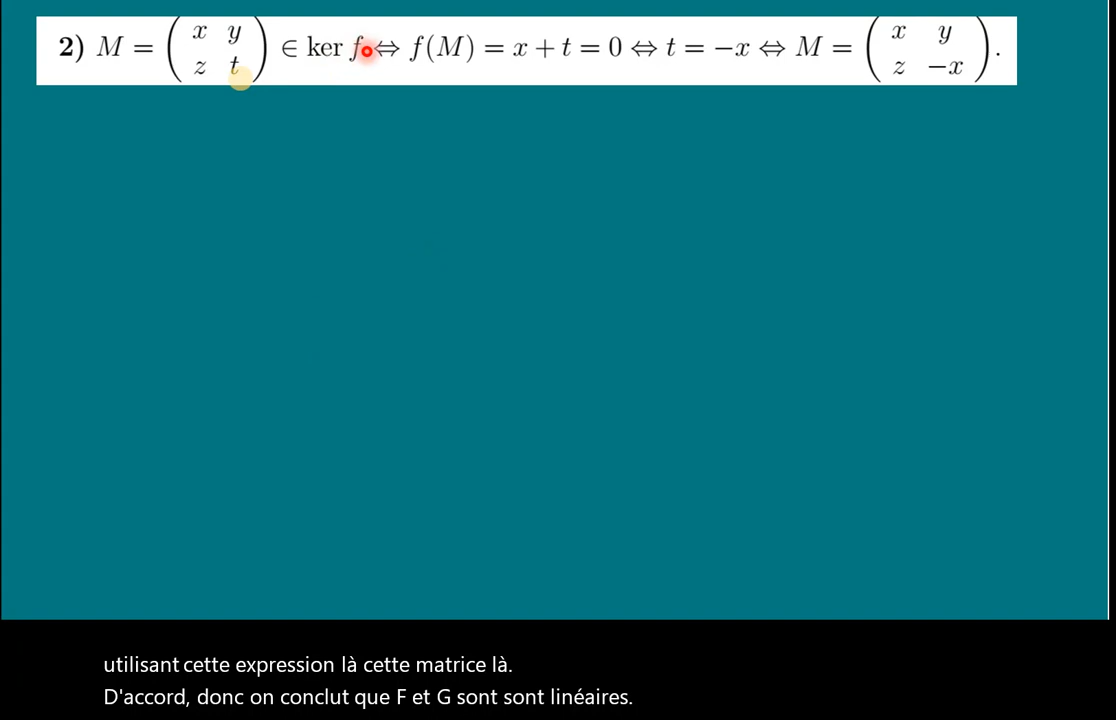 2) M = ( x y ; z t ) ∈ ker f ⇔ f(M) = x + t = 0 ⇔ t = −x ⇔ M = ( x y ; z −x ).
utilisant cette expression là cette matrice là.
D'accord, donc on conclut que F et G sont sont linéaires.